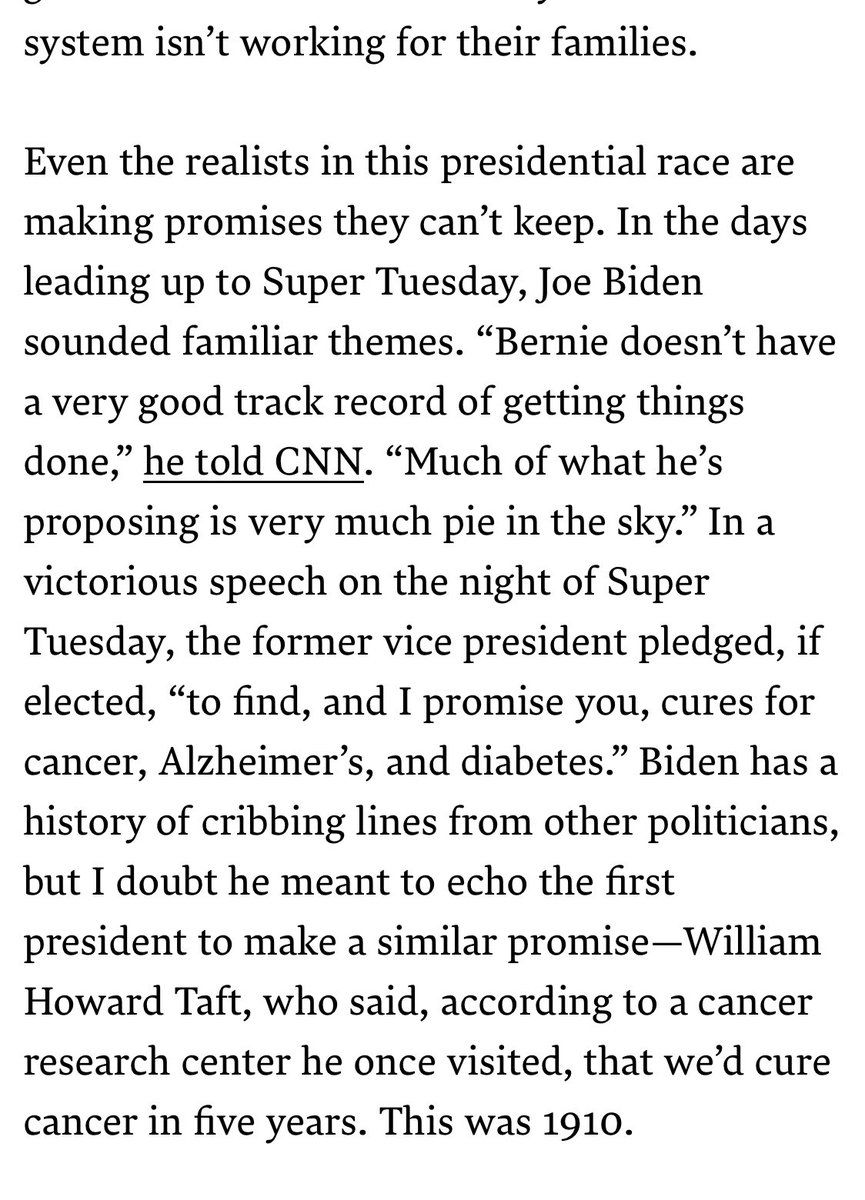 system isn’t working for their families.
Even the realists in this presidential race are
making promises they can’t keep. In the days
leading up to Super Tuesday, Joe Biden
sounded familiar themes. “Bernie doesn’t have
a very good track record of getting things
done,” he told CNN. “Much of what he’s
proposing is very much pie in the sky.” In a
victorious speech on the night of Super
Tuesday, the former vice president pledged, if
elected, “to find, and I promise you, cures for
cancer, Alzheimer’s, and diabetes.” Biden has a
history of cribbing lines from other politicians,
but I doubt he meant to echo the first
president to make a similar promise—William
Howard Taft, who said, according to a cancer
research center he once visited, that we’d cure
cancer in five years. This was 1910.